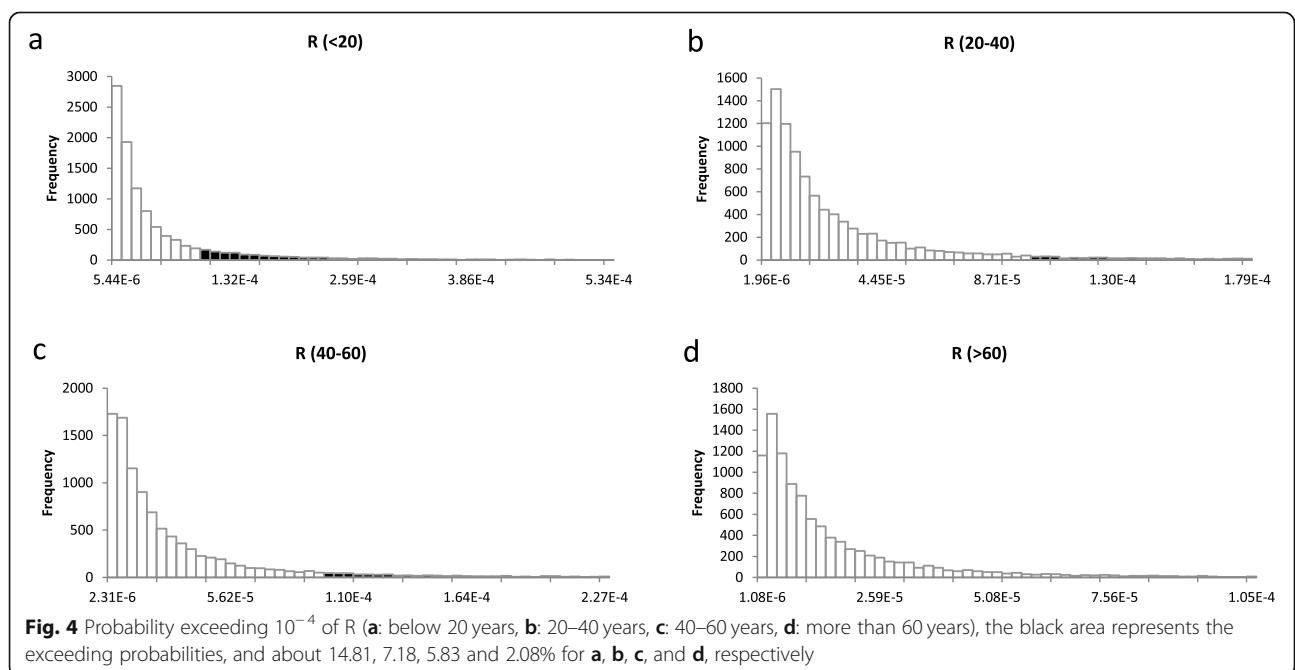 a
R (<20)
Frequency
3000
2500
2000
1500
1000
500
0
5.44E-6 1.32E-4 2.59E-4 3.86E-4 5.34E-4
b
R (20-40)
Frequency
1600
1400
1200
1000
800
600
400
200
0
1.96E-6 4.45E-5 8.71E-5 1.30E-4 1.79E-4
c
R (40-60)
Frequency
2000
1500
1000
500
0
2.31E-6 5.62E-5 1.10E-4 1.64E-4 2.27E-4
d
R (>60)
Frequency
1800
1600
1400
1200
1000
800
600
400
200
0
1.08E-6 2.59E-5 5.08E-5 7.56E-5 1.05E-4
Fig. 4 Probability exceeding 10⁻⁴ of R (a: below 20 years, b: 20–40 years, c: 40–60 years, d: more than 60 years), the black area represents the
exceeding probabilities, and about 14.81, 7.18, 5.83 and 2.08% for a, b, c, and d, respectively